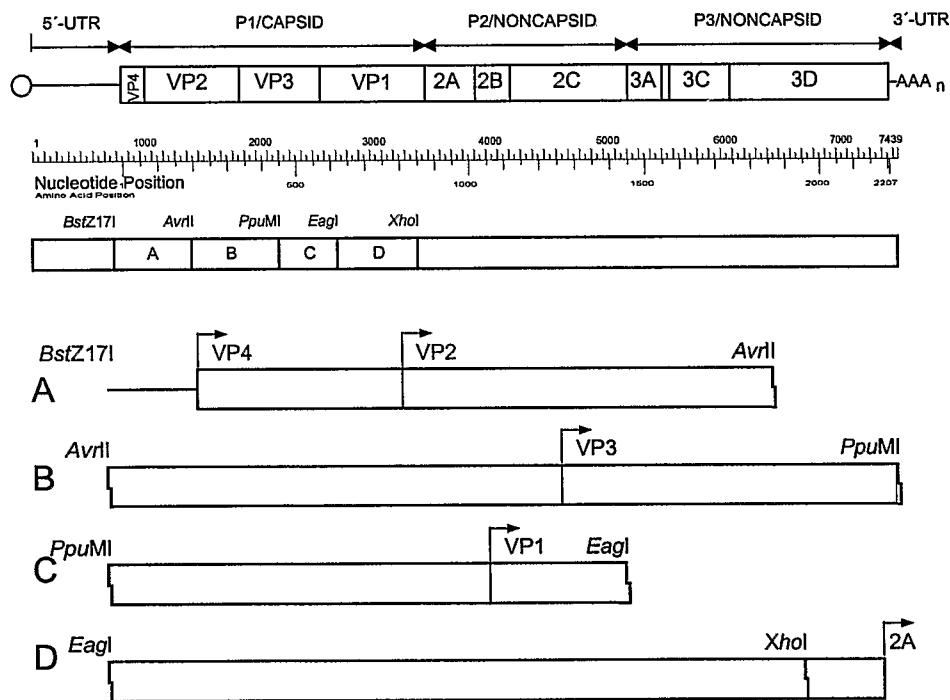 5´-UTR P1/CAPSID P2/NONCAPSID P3/NONCAPSID 3´-UTR
VP4 VP2 VP3 VP1 2A 2B 2C 3A 3C 3D AAA n
1 1000 2000 3000 4000 5000 6000 7000 7439
Nucleotide Position
1 500 1000 1500 2000 2207
Amino Acid Position
BstZ17I AvrII PpuMI EagI XhoI
A B C D
BstZ17I VP4 VP2 AvrII
A
AvrII VP3 PpuMI
B
PpuMI VP1 EagI
C
EagI XhoI 2A
D